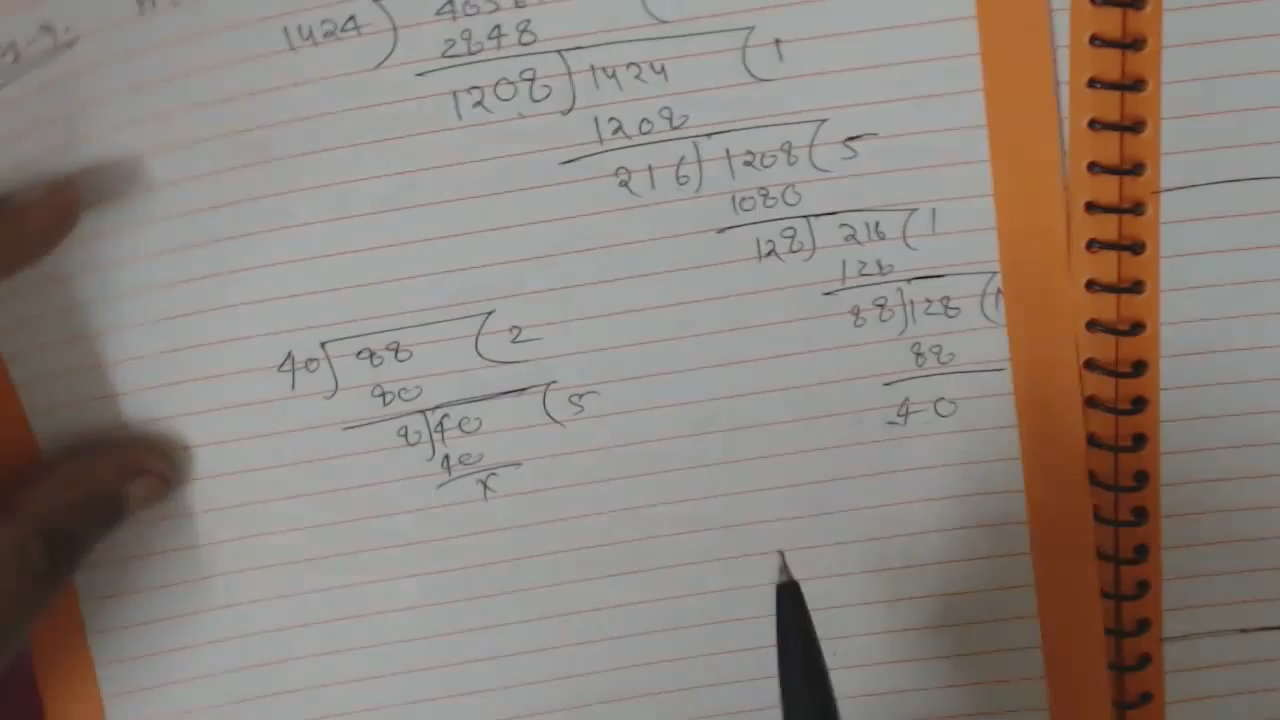 1424)
2848
1208) 1424 (1
1208
216) 1208 (5
1080
128) 216 (1
128
88) 128 (1
88
40
40) 88 (2
80
8) 40 (5
40
x